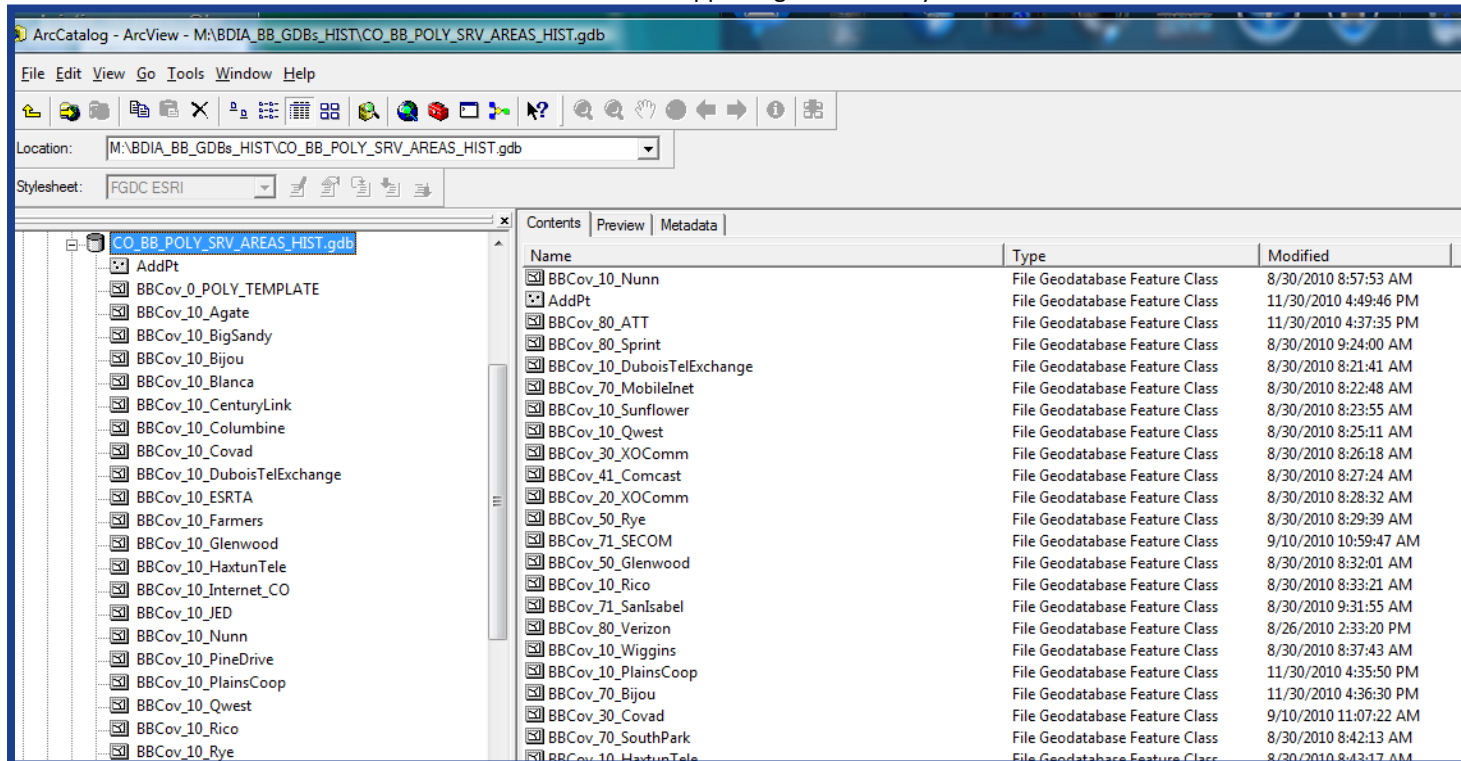 ArcCatalog - ArcView - M:\BDIA_BB_GDBs_HIST\CO_BB_POLY_SRV_AREAS_HIST.gdb
File Edit View Go Tools Window Help
Location: M:\BDIA_BB_GDBs_HIST\CO_BB_POLY_SRV_AREAS_HIST.gdb
Stylesheet: FGDC ESRI
CO_BB_POLY_SRV_AREAS_HIST.gdb
AddPt
BBCov_0_POLY_TEMPLATE
BBCov_10_Agate
BBCov_10_BigSandy
BBCov_10_Bijou
BBCov_10_Blanca
BBCov_10_CenturyLink
BBCov_10_Columbine
BBCov_10_Covad
BBCov_10_DuboisTelExchange
BBCov_10_ESRTA
BBCov_10_Farmers
BBCov_10_Glenwood
BBCov_10_HaxtunTele
BBCov_10_Internet_CO
BBCov_10_JED
BBCov_10_Nunn
BBCov_10_PineDrive
BBCov_10_PlainsCoop
BBCov_10_Qwest
BBCov_10_Rico
BBCov_10_Rye
Contents Preview Metadata
Name Type Modified
BBCov_10_Nunn File Geodatabase Feature Class 8/30/2010 8:57:53 AM
AddPt File Geodatabase Feature Class 11/30/2010 4:49:46 PM
BBCov_80_ATT File Geodatabase Feature Class 11/30/2010 4:37:35 PM
BBCov_80_Sprint File Geodatabase Feature Class 8/30/2010 9:24:00 AM
BBCov_10_DuboisTelExchange File Geodatabase Feature Class 8/30/2010 8:21:41 AM
BBCov_70_MobileInet File Geodatabase Feature Class 8/30/2010 8:22:48 AM
BBCov_10_Sunflower File Geodatabase Feature Class 8/30/2010 8:23:55 AM
BBCov_10_Qwest File Geodatabase Feature Class 8/30/2010 8:25:11 AM
BBCov_30_XOComm File Geodatabase Feature Class 8/30/2010 8:26:18 AM
BBCov_41_Comcast File Geodatabase Feature Class 8/30/2010 8:27:24 AM
BBCov_20_XOComm File Geodatabase Feature Class 8/30/2010 8:28:32 AM
BBCov_50_Rye File Geodatabase Feature Class 8/30/2010 8:29:39 AM
BBCov_71_SECOM File Geodatabase Feature Class 9/10/2010 10:59:47 AM
BBCov_50_Glenwood File Geodatabase Feature Class 8/30/2010 8:32:01 AM
BBCov_10_Rico File Geodatabase Feature Class 8/30/2010 8:33:21 AM
BBCov_71_SanIsabel File Geodatabase Feature Class 8/30/2010 9:31:55 AM
BBCov_80_Verizon File Geodatabase Feature Class 8/26/2010 2:33:20 PM
BBCov_10_Wiggins File Geodatabase Feature Class 8/30/2010 8:37:43 AM
BBCov_10_PlainsCoop File Geodatabase Feature Class 11/30/2010 4:35:50 PM
BBCov_70_Bijou File Geodatabase Feature Class 11/30/2010 4:36:30 PM
BBCov_30_Covad File Geodatabase Feature Class 9/10/2010 11:07:22 AM
BBCov_70_SouthPark File Geodatabase Feature Class 8/30/2010 8:42:13 AM
BBCov_10_HaxtunTele File Geodatabase Feature Class 8/30/2010 8:43:17 AM